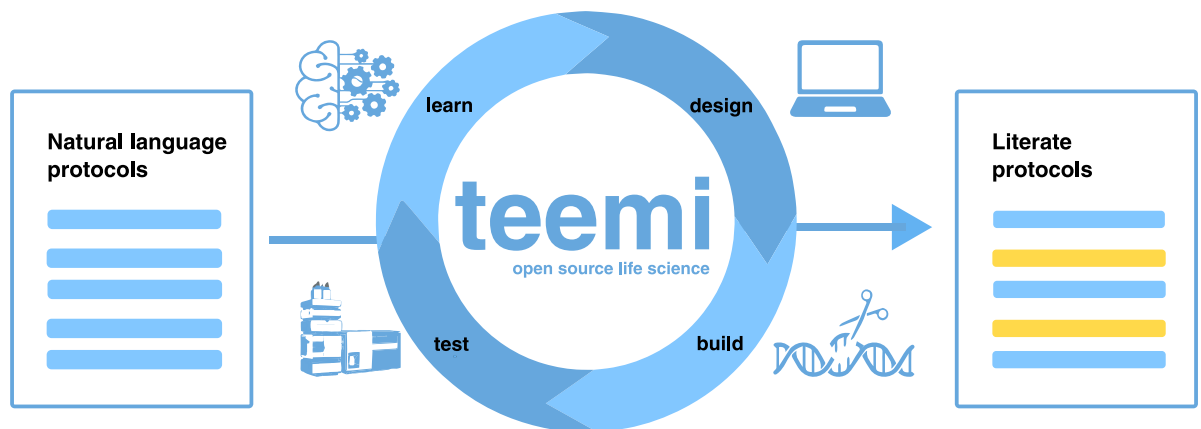 Natural language
protocols
learn
design
teemi
open source life science
test
build
Literate
protocols